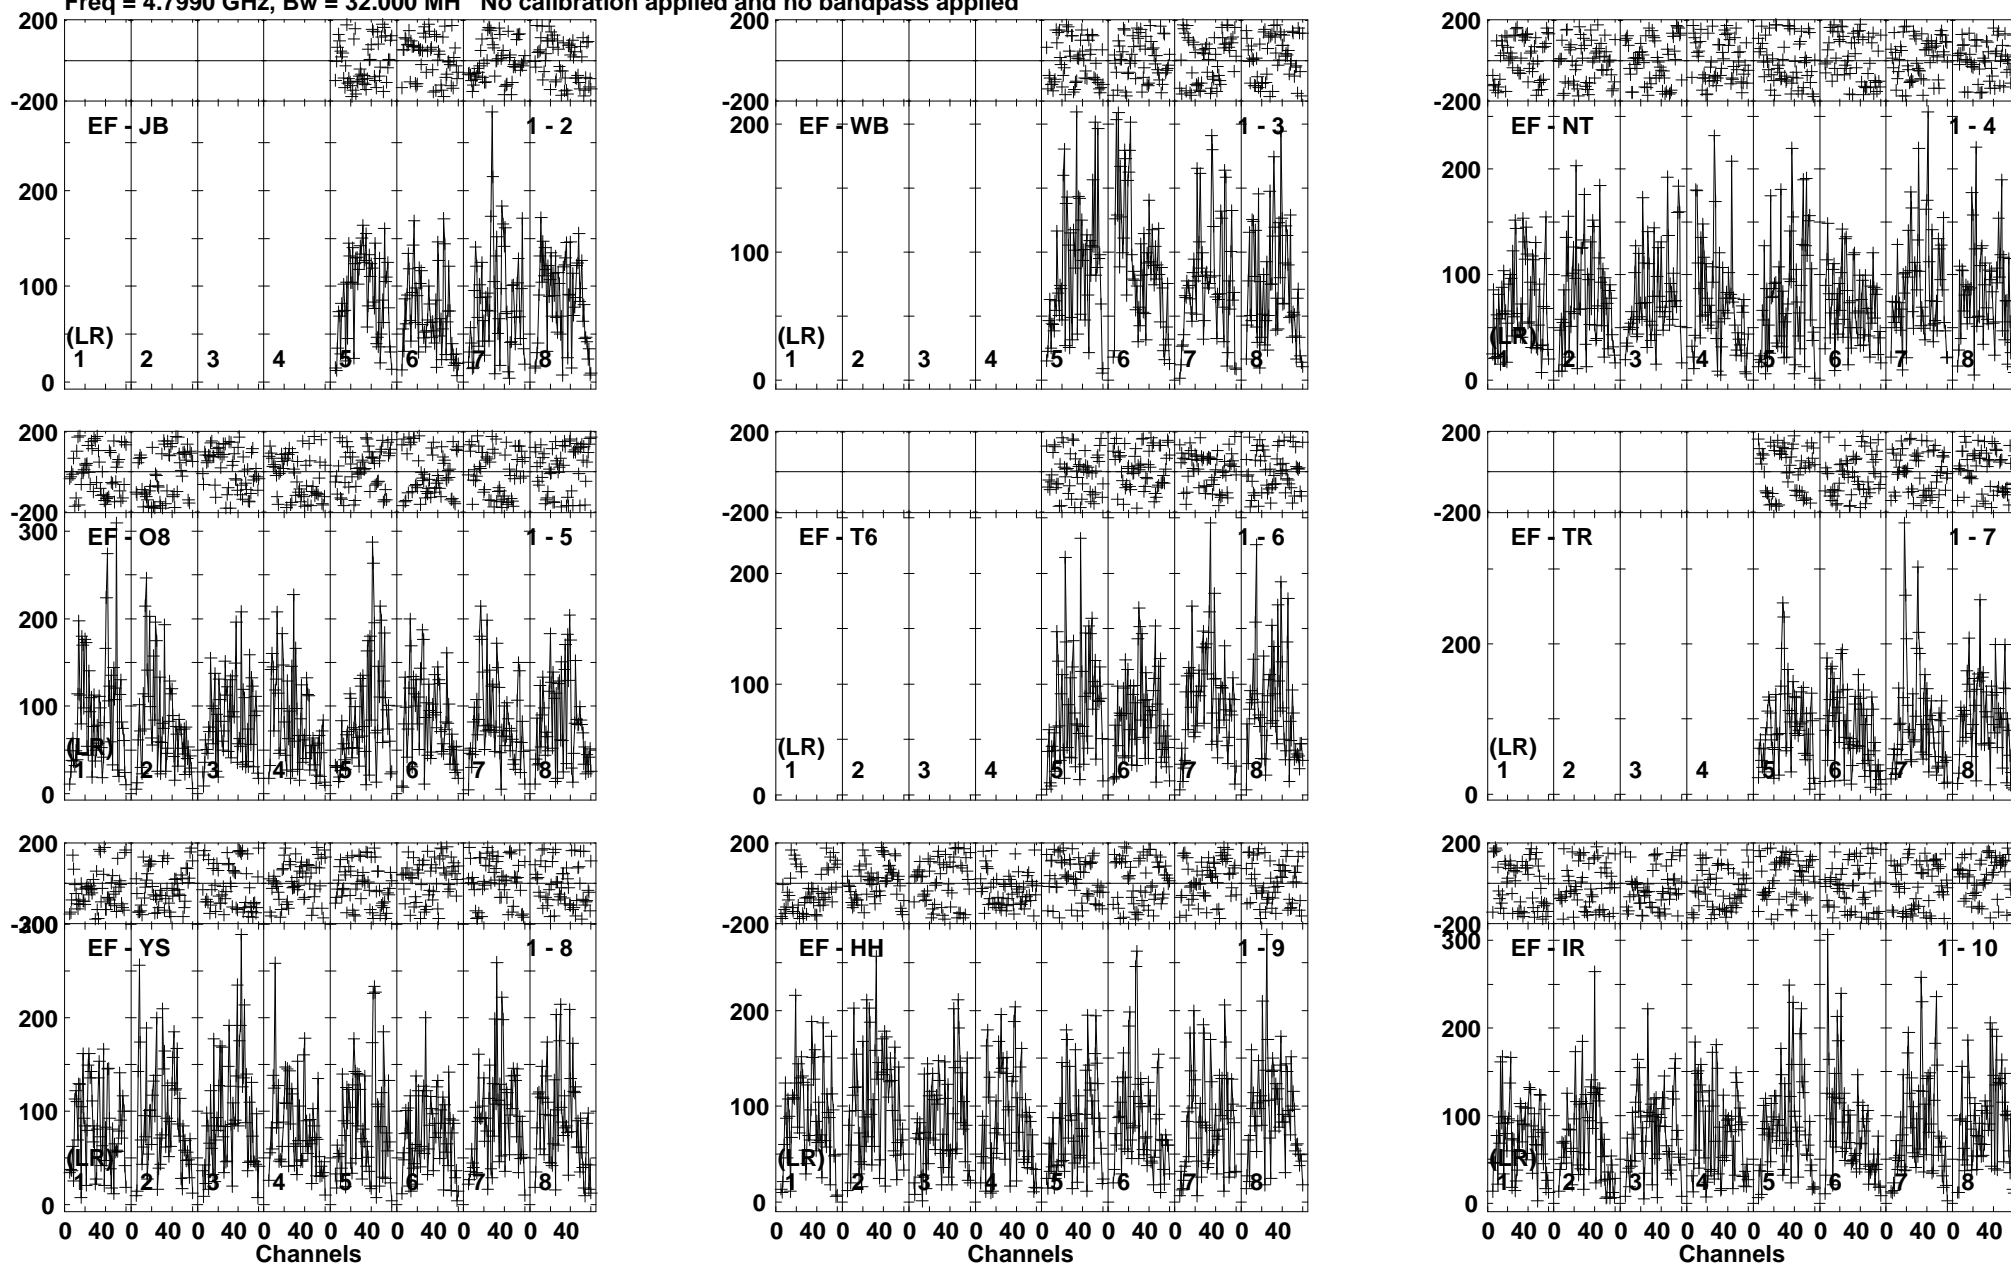 Freq = 4.7990 GHz, Bw = 32.000 MH No calibration applied and no bandpass applied
200 200 200
-200 -200 -200
EF - JB 1 - 2 EF - WB 1 - 3 EF - NT 1 - 4
200 200 200
100 100 100
(LR) (LR) (LR)
1 2 3 4 5 6 7 8 1 2 3 4 5 6 7 8 1 2 3 4 5 6 7 8
0 0 0
200 200 200
-200 -200 -200
300
EF - O8 1 - 5 EF - T6 1 - 6 EF - TR 1 - 7
200 200 200
100 100
(LR) (LR) (LR)
1 2 3 4 5 6 7 8 1 2 3 4 5 6 7 8 1 2 3 4 5 6 7 8
0 0 0
200 200 200
-200 -200
300 300
EF - YS 1 - 8 EF - HH 1 - 9 EF - IR 1 - 10
200 200 200
100 100 100
(LR) (LR) (LR)
1 2 3 4 5 6 7 8 1 2 3 4 5 6 7 8 1 2 3 4 5 6 7 8
0 0 0
0 40 0 40 0 40 0 40 0 40 0 40 0 40 0 40 0 40 0 40 0 40 0 40 0 40 0 40 0 40 0 40 0 40 0 40 0 40 0 40 0 40 0 40 0 40 0 40
Channels Channels Channels